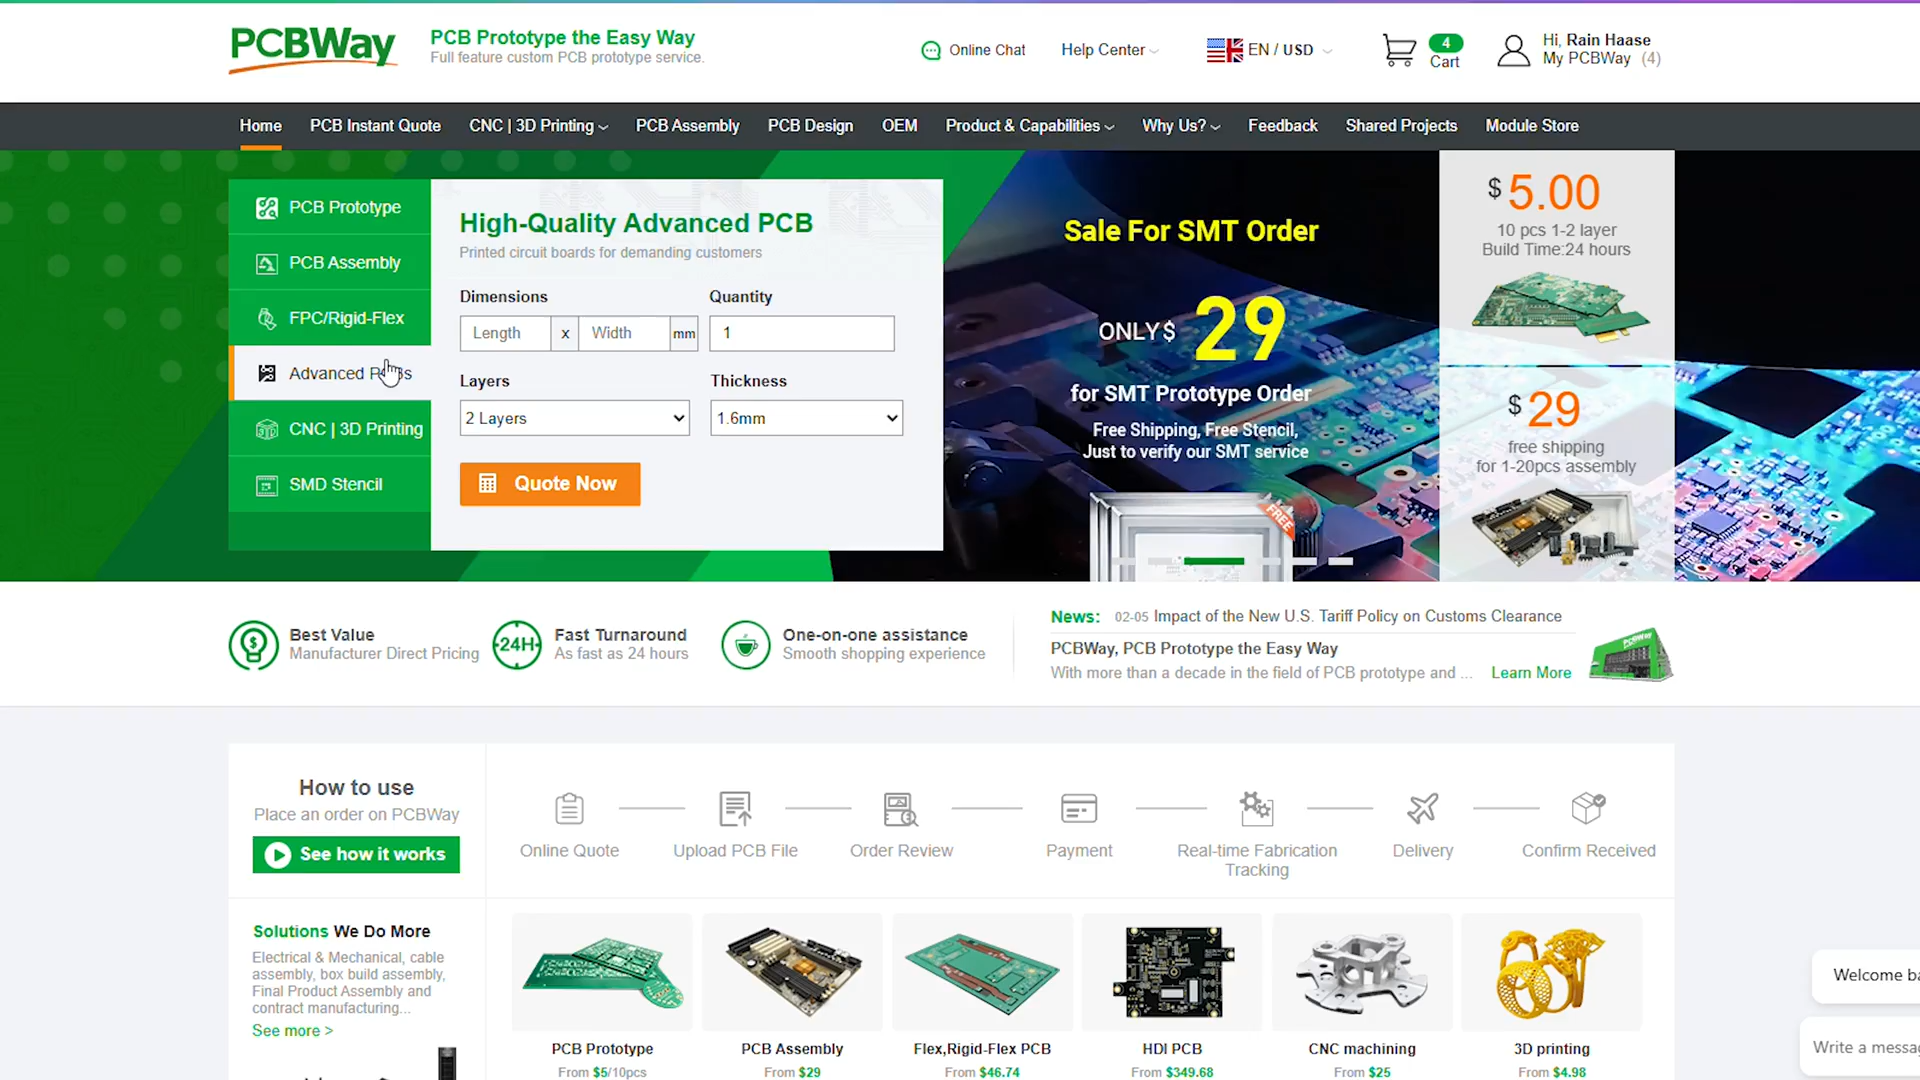 PCBWay
PCB Prototype the Easy Way
Full feature custom PCB prototype service.
Online Chat
Help Center
EN / USD
4
Cart
Hi, Rain Haase
My PCBWay (4)
Home
PCB Instant Quote
CNC | 3D Printing
PCB Assembly
PCB Design
OEM
Product & Capabilities
Why Us?
Feedback
Shared Projects
Module Store
PCB Prototype
PCB Assembly
FPC/Rigid-Flex
Advanced
CNC | 3D Printing
SMD Stencil
High-Quality Advanced PCB
Printed circuit boards for demanding customers
Dimensions
Quantity
Length
x
Width
mm
1
Layers
Thickness
2 Layers
1.6mm
Quote Now
Sale For SMT Order
ONLY$ 29
for SMT Prototype Order
Free Shipping, Free Stencil,
Just to verify our SMT service
FREE
$ 5.00
10 pcs 1-2 layer
Build Time:24 hours
$ 29
free shipping
for 1-20pcs assembly
Best Value
Manufacturer Direct Pricing
24H
Fast Turnaround
As fast as 24 hours
One-on-one assistance
Smooth shopping experience
News: 02-05 Impact of the New U.S. Tariff Policy on Customs Clearance
PCBWay, PCB Prototype the Easy Way
With more than a decade in the field of PCB prototype and ...
Learn More
PCBWay
How to use
Place an order on PCBWay
See how it works
Online Quote
Upload PCB File
Order Review
Payment
Real-time Fabrication
Tracking
Delivery
Confirm Received
Solutions We Do More
Electrical & Mechanical, cable
assembly, box build assembly,
Final Product Assembly and
contract manufacturing...
See more >
PCB Prototype
From $5/10pcs
PCB Assembly
From $29
Flex,Rigid-Flex PCB
From $46.74
HDI PCB
From $349.68
CNC machining
From $25
3D printing
From $4.98
Welcome ba
Write a messag